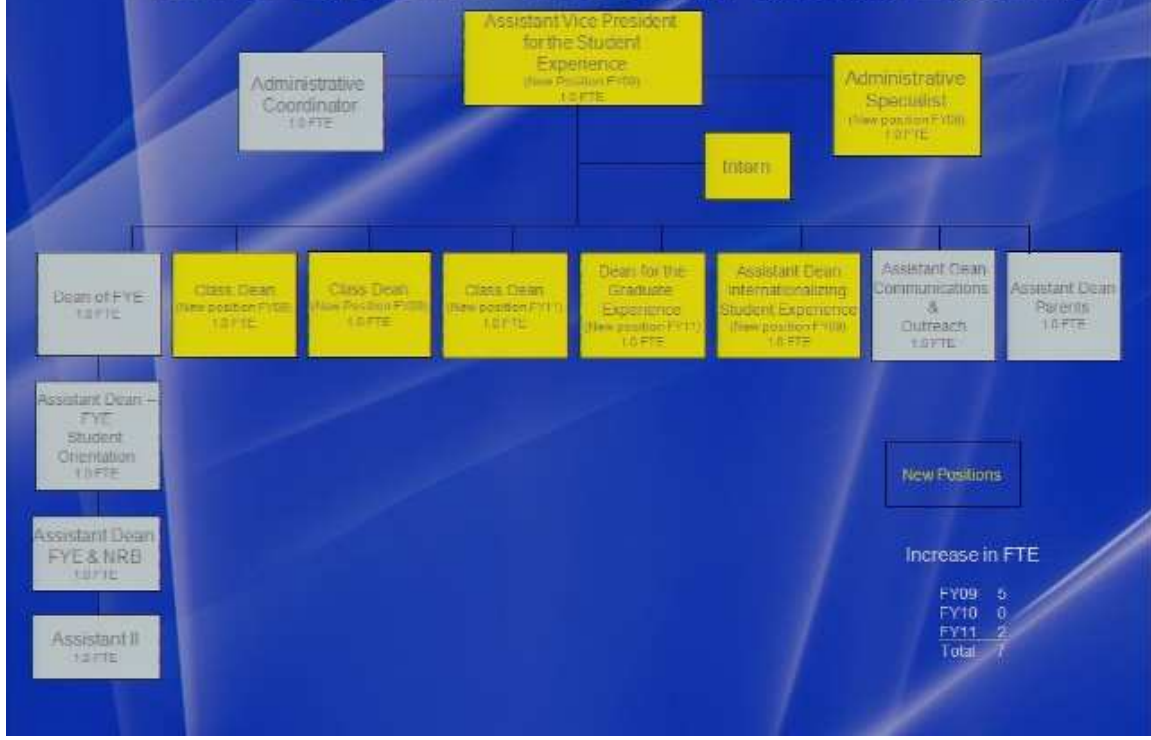 Assistant Vice President
for the Student
Experience
(New Position FY09)
1.0 FTE
Administrative
Coordinator
1.0 FTE
Administrative
Specialist
(New position FY09)
1.0 FTE
Intern
Dean of FYE
1.0 FTE
Class Dean
(New position FY09)
1.0 FTE
Class Dean
(New Position FY09)
1.0 FTE
Class Dean
(New position FY11)
1.0 FTE
Dean for the
Graduate
Experience
(New position FY11)
1.0 FTE
Assistant Dean
Internationalizing
Student Experience
(New position FY09)
1.0 FTE
Assistant Dean
Communications
&
Outreach
1.0 FTE
Assistant Dean
Parents
1.0 FTE
Assistant Dean –
FYE
Student
Orientation
1.0 FTE
Assistant Dean
FYE & NRB
1.0 FTE
Assistant II
1.0 FTE
New Positions
Increase in FTE
FY09 5
FY10 0
FY11 2
Total 7